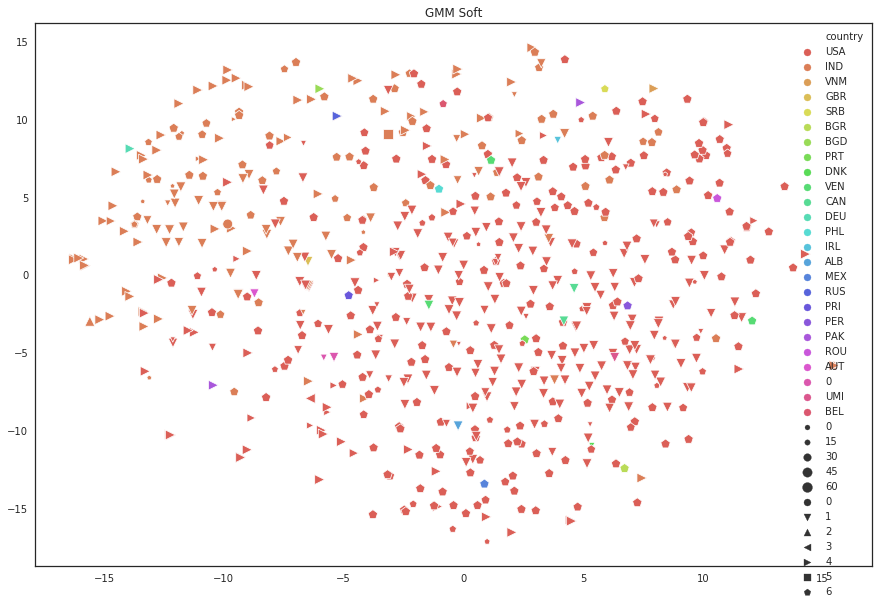 GMM Soft
15
10
5
0
−5
−10
−15
−15
−10
−5
0
5
10
15
country
USA
IND
VNM
GBR
SRB
BGR
BGD
PRT
DNK
VEN
CAN
DEU
PHL
IRL
ALB
MEX
RUS
PRI
PER
PAK
ROU
AUT
0
UMI
BEL
0
15
30
45
60
0
1
2
3
4
5
6